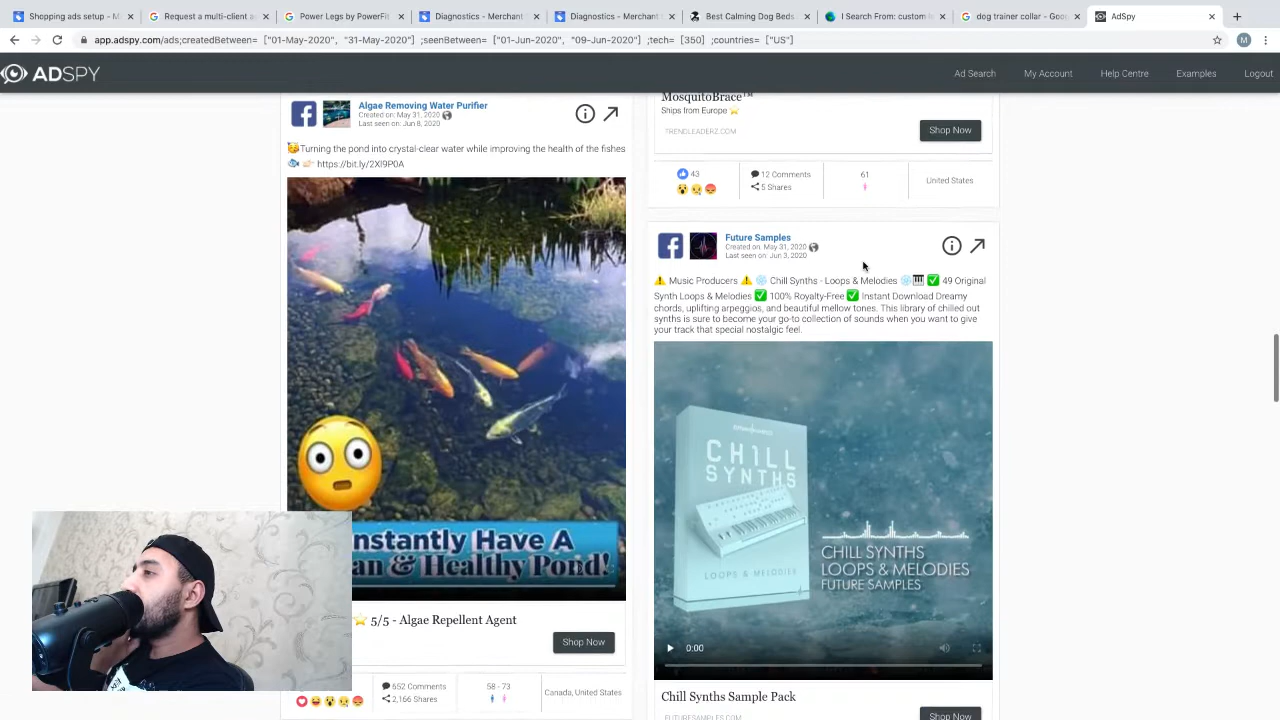 Shopping ads setup - M
Request a multi-client a
Power Legs by PowerFit
Diagnostics - Merchant
Diagnostics - Merchant
Best Calming Dog Beds
I Search From: custom l
dog trainer collar - Goo
AdSpy
app.adspy.com/ads;createdBetween= ["01-May-2020", "31-May-2020"] ;seenBetween= ["01-Jun-2020", "09-Jun-2020"] ;tech= [350] ;countries= ["US"]
M
ADSPY
Ad Search
My Account
Help Centre
Examples
Logout
Algae Removing Water Purifier
Created on: May 31, 2020
Last seen on: Jun 8, 2020
🥰Turning the pond into crystal-clear water while improving the health of the fishes
🐟 👉🏻 https://bit.ly/2Xl9P0A
Instantly Have A
an & Healthy Pond!
⭐ 5/5 - Algae Repellent Agent
Shop Now
652 Comments
2,166 Shares
58 - 73
Canada, United States
MosquitoBrace™
Ships from Europe ⭐
TRENDLEADERZ.COM
Shop Now
43
12 Comments
5 Shares
61
United States
Future Samples
Created on: May 31, 2020
Last seen on: Jun 3, 2020
⚠️ Music Producers ⚠️ ❄️ Chill Synths - Loops & Melodies ❄️🎹 ✅ 49 Original
Synth Loops & Melodies ✅ 100% Royalty-Free ✅ Instant Download Dreamy
chords, uplifting arpeggios, and beautiful mellow tones. This library of chilled out
synths is sure to become your go-to collection of sounds when you want to give
your track that special nostalgic feel.
CHILL
SYNTHS
LOOPS & MELODIES
CHILL SYNTHS
LOOPS & MELODIES
FUTURE SAMPLES
0:00
Chill Synths Sample Pack
FUTURESAMPLES.COM
Shop Now